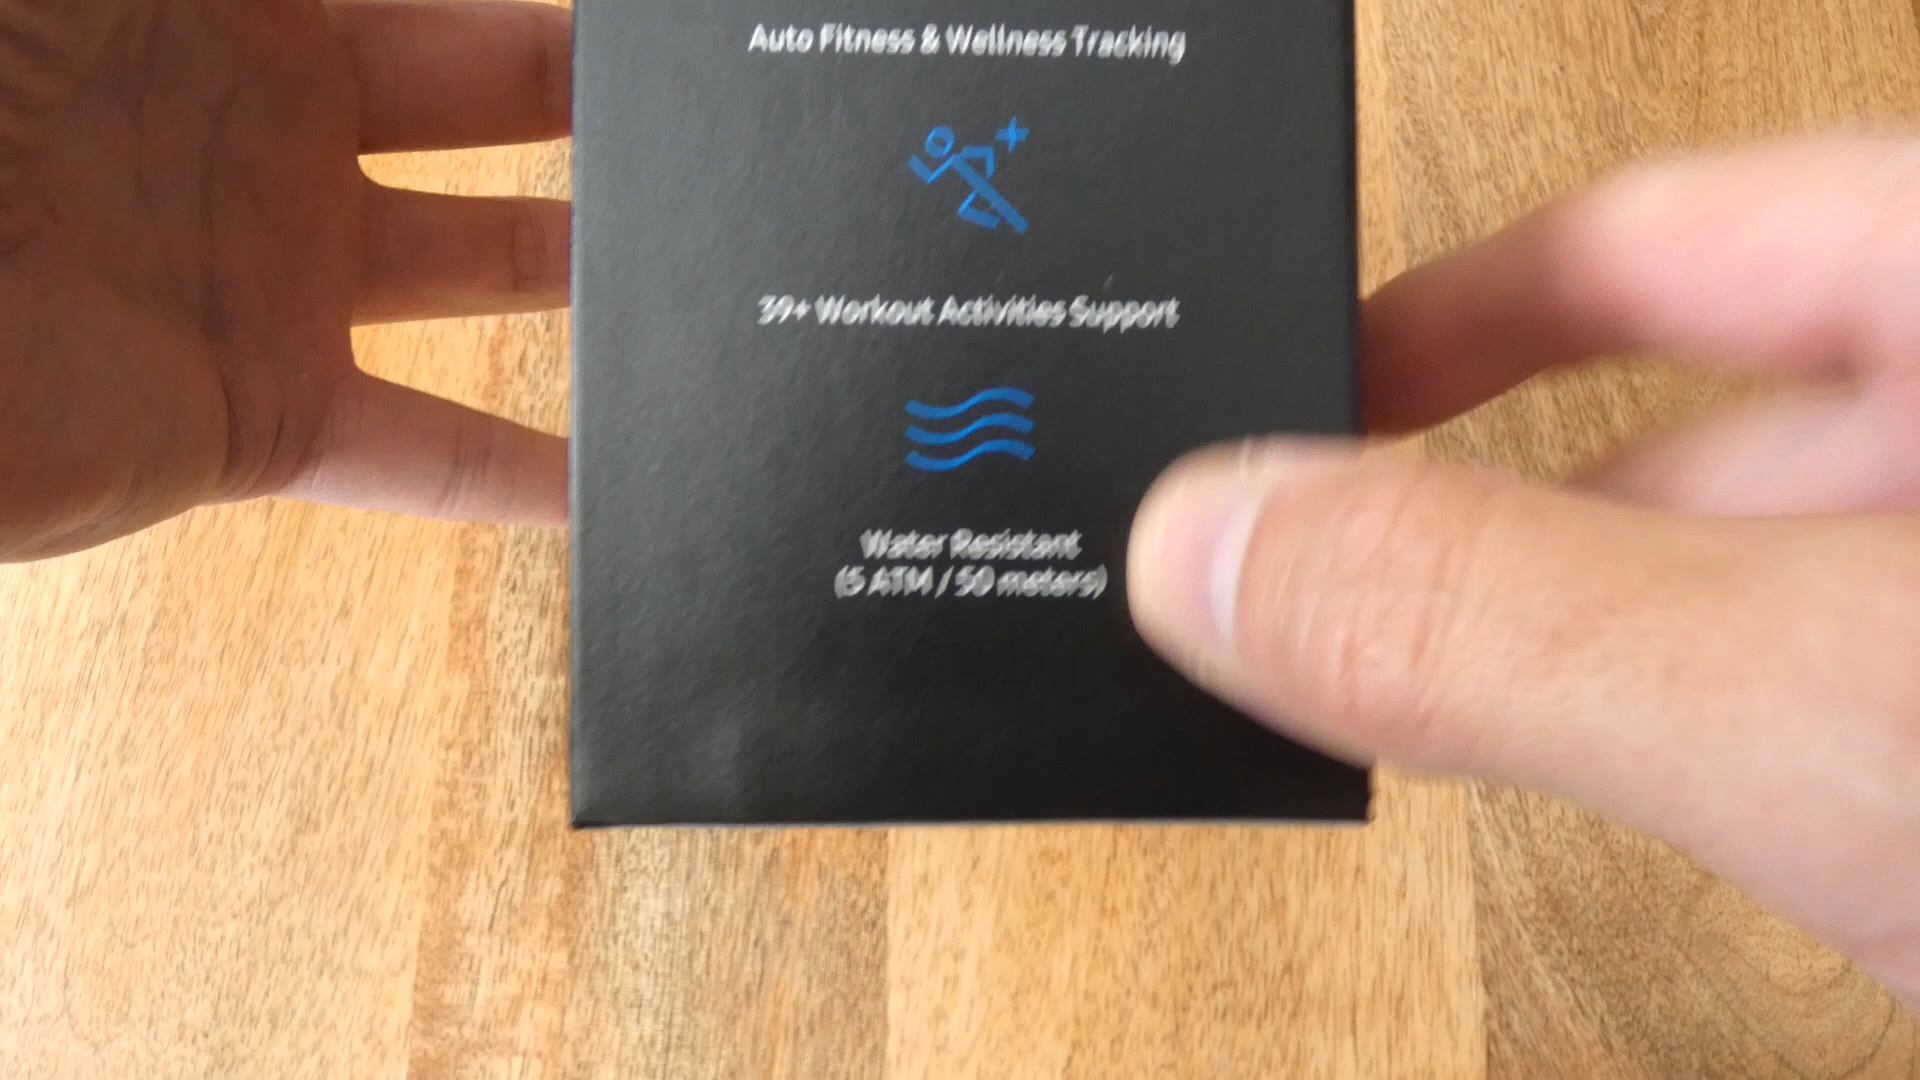 Auto Fitness & Wellness Tracking
39+ Workout Activities Support
Water Resistant
(5 ATM / 50 meters)